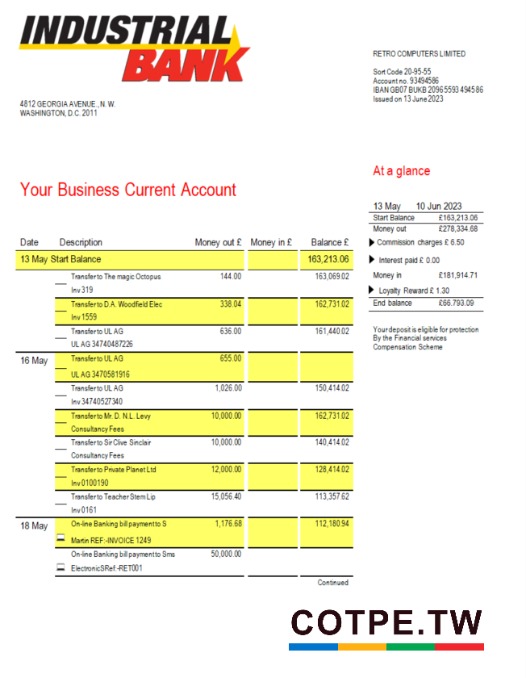 INDUSTRIAL
BANK
4812 GEORGIA AVENUE., N. W.
WASHINGTON, D.C. 2011
RETRO COMPUTERS LIMITED
Sort Code 20-95-55
Account no. 93494586
IBAN GB07 BUKB 2096 5593 4945 86
Issued on 13 June 2023
At a glance
Your Business Current Account
13 May 10 Jun 2023
Start Balance £163,213.06
Money out £278,334.68
Commission charges £ 6.50
Interest paid £ 0.00
Money in £181,914.71
Loyalty Reward £ 1.30
End balance £66,793.09
Your deposit is eligible for protection
By the Financial services
Compensation Scheme
Date Description Money out £ Money in £ Balance £
13 May Start Balance 163,213.06
Transfer to The magic Octopus 144.00 163,069.02
Inv 319
Transfer to D.A. Woodfield Elec 338.04 162,731.02
Inv 1559
Transfer to UL AG 636.00 161,440.02
UL AG 34740487226
16 May Transfer to UL AG 655.00
UL AG 3470581916
Transfer to UL AG 1,026.00 150,414.02
Inv 34740527340
Transfer to Mr. D. N.L. Levy 10,000.00 162,731.02
Consultancy Fees
Transfer to Sir Clive Sinclair 10,000.00 140,414.02
Consultancy Fees
Transfer to Private Planet Ltd 12,000.00 128,414.02
Inv 0100190
Transfer to Teacher Stem Lip 15,056.40 113,357.62
Inv 0161
18 May On-line Banking bill payment to S 1,176.68 112,180.94
Martin REF:-INVOICE 1249
On-line Banking bill payment to Sms 50,000.00
Electronic SRef:-RET001
Continued
COTPE.TW